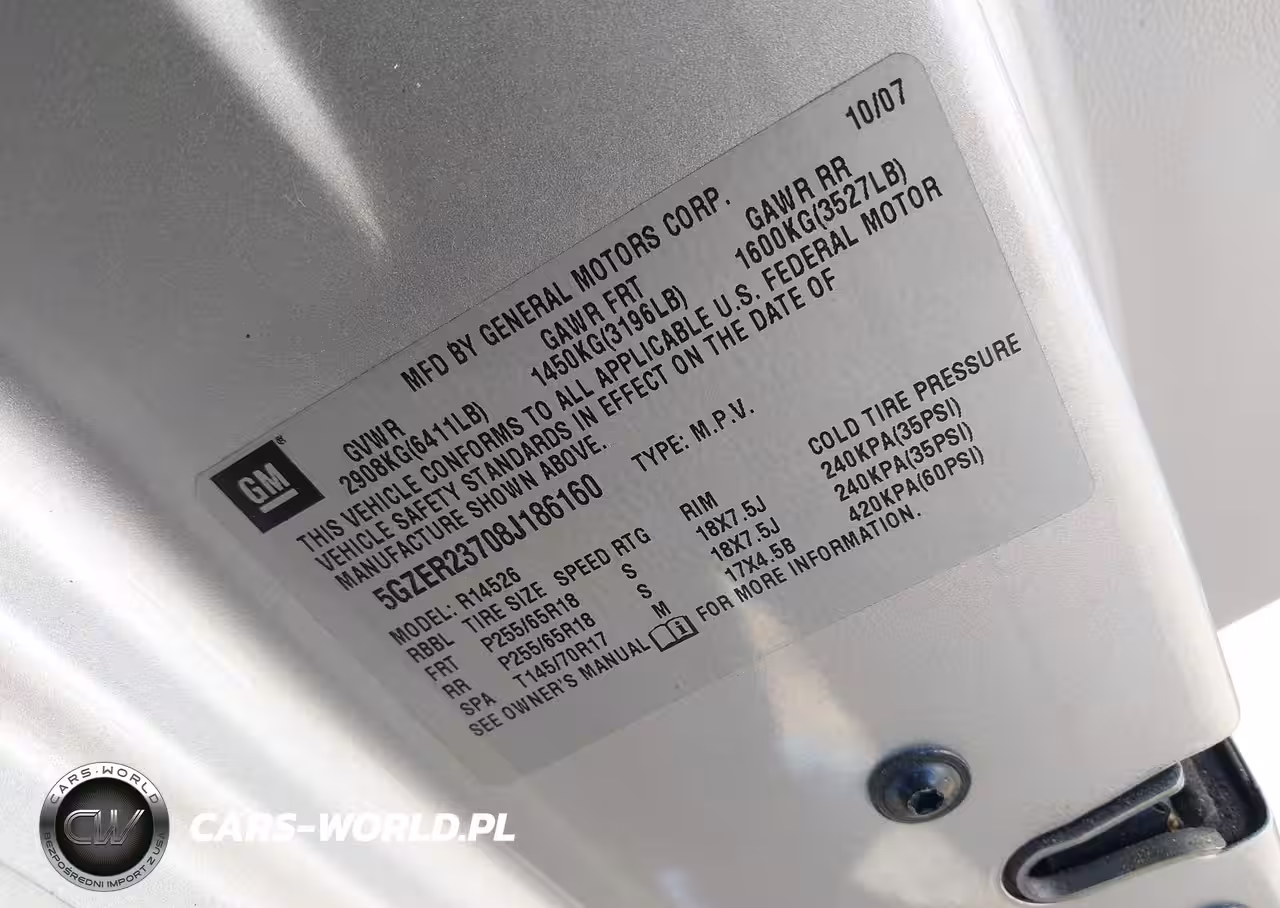 10/07
MFD BY GENERAL MOTORS CORP.
GVWR GAWR FRT GAWR RR
2908KG(6411LB) 1450KG(3196LB) 1600KG(3527LB)
THIS VEHICLE CONFORMS TO ALL APPLICABLE U.S. FEDERAL MOTOR
VEHICLE SAFETY STANDARDS IN EFFECT ON THE DATE OF
MANUFACTURE SHOWN ABOVE.
5GZER23708J186160 TYPE: M.P.V.
MODEL: R14526
RBBL TIRE SIZE SPEED RTG RIM COLD TIRE PRESSURE
FRT P255/65R18 S 18X7.5J 240KPA(35PSI)
RR P255/65R18 S 18X7.5J 240KPA(35PSI)
SPA T145/70R17 M 17X4.5B 420KPA(60PSI)
SEE OWNER'S MANUAL FOR MORE INFORMATION.
GM
CARS-WORLD
CW
BEZPOŚREDNI IMPORT Z USA
CARS-WORLD.PL